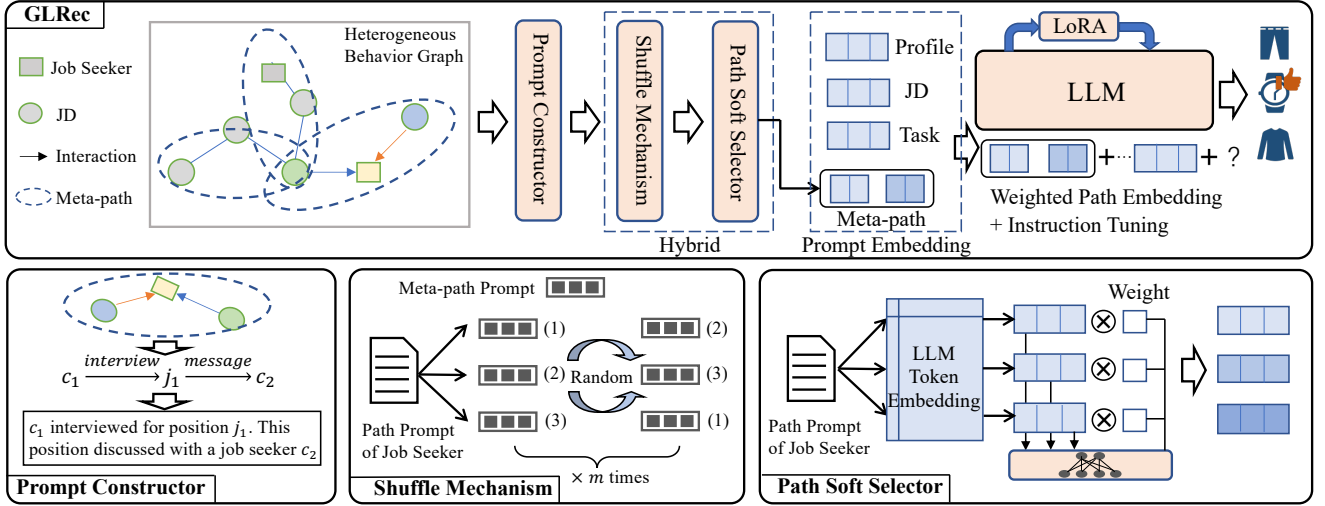 GLRec
Heterogeneous
Behavior Graph
Job Seeker
JD
Interaction
Meta-path
Prompt Constructor
Shuffle Mechanism
Path Soft Selector
Hybrid
Profile
JD
Task
Meta-path
Prompt Embedding
LoRA
LLM
+ ··· + ?
Weighted Path Embedding
+ Instruction Tuning
interview message
c₁ j₁ c₂
c₁ interviewed for position j₁. This
position discussed with a job seeker c₂
Prompt Constructor
Meta-path Prompt
(1) (2)
(2) Random (3)
(3) (1)
Path Prompt
of Job Seeker
× m times
Shuffle Mechanism
Weight
LLM
Token
Embedding
Path Prompt
of Job Seeker
Path Soft Selector